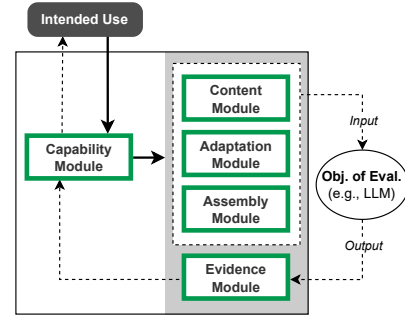 Intended Use
Content
Module
Input
Capability
Module
Adaptation
Module
Obj. of Eval.
(e.g., LLM)
Assembly
Module
Output
Evidence
Module